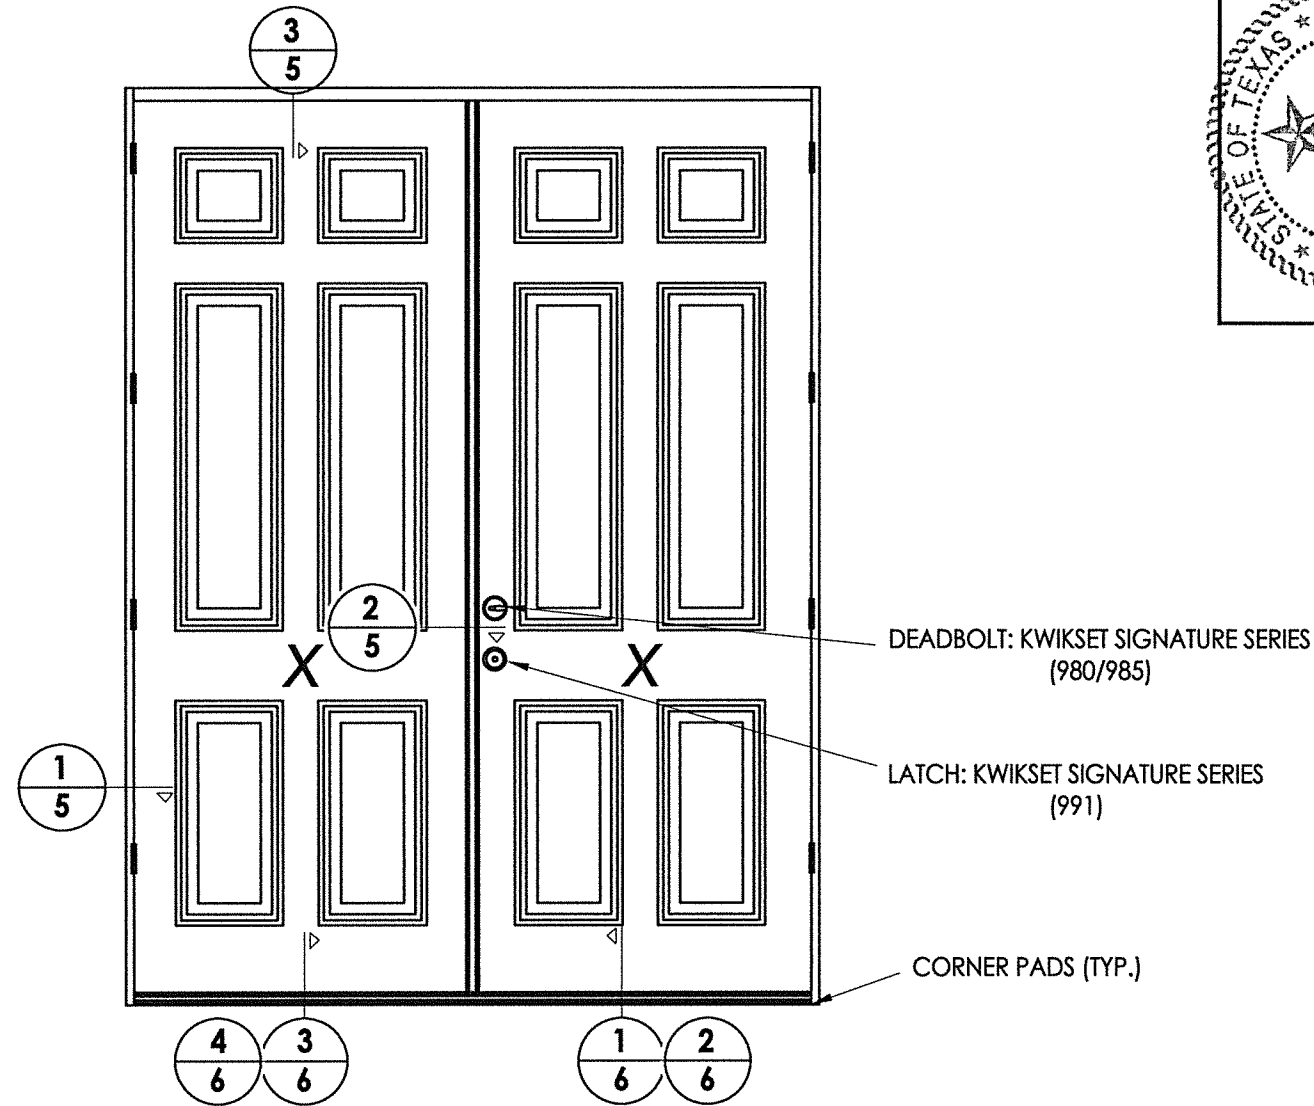 3
5
STATE OF TEXAS
2
5
X
X
DEADBOLT: KWIKSET SIGNATURE SERIES
(980/985)
1
5
LATCH: KWIKSET SIGNATURE SERIES
(991)
CORNER PADS (TYP.)
4
6
3
6
1
6
2
6